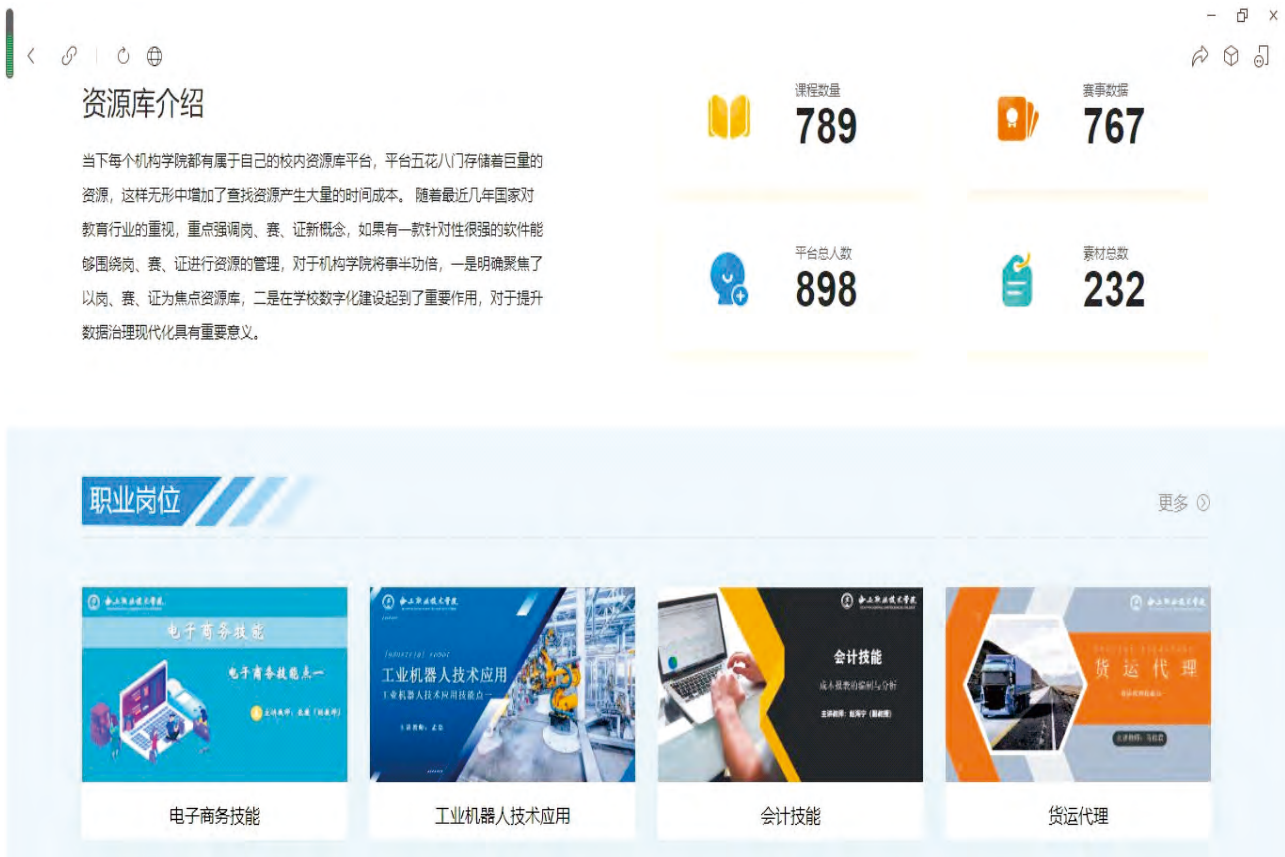 资源库介绍
当下每个机构学院都有属于自己的校内资源库平台，平台五花八门存储着巨量的
资源，这样无形中增加了查找资源产生大量的时间成本。 随着最近几年国家对
教育行业的重视，重点强调岗、赛、证新概念，如果有一款针对性很强的软件能
够围绕岗、赛、证进行资源的管理，对于机构学院将事半功倍，一是明确聚焦了
以岗、赛、证为焦点资源库，二是在学校数字化建设起到了重要作用，对于提升
数据治理现代化具有重要意义。
课程数量
789
赛事数据
767
平台总人数
898
素材总数
232
职业岗位
更多
电子商务技能
电子商务技能点一
工业机器人技术应用
工业机器人技术应用技能点一
会计技能
成本报表的编制与分析
货运代理
电子商务技能
工业机器人技术应用
会计技能
货运代理